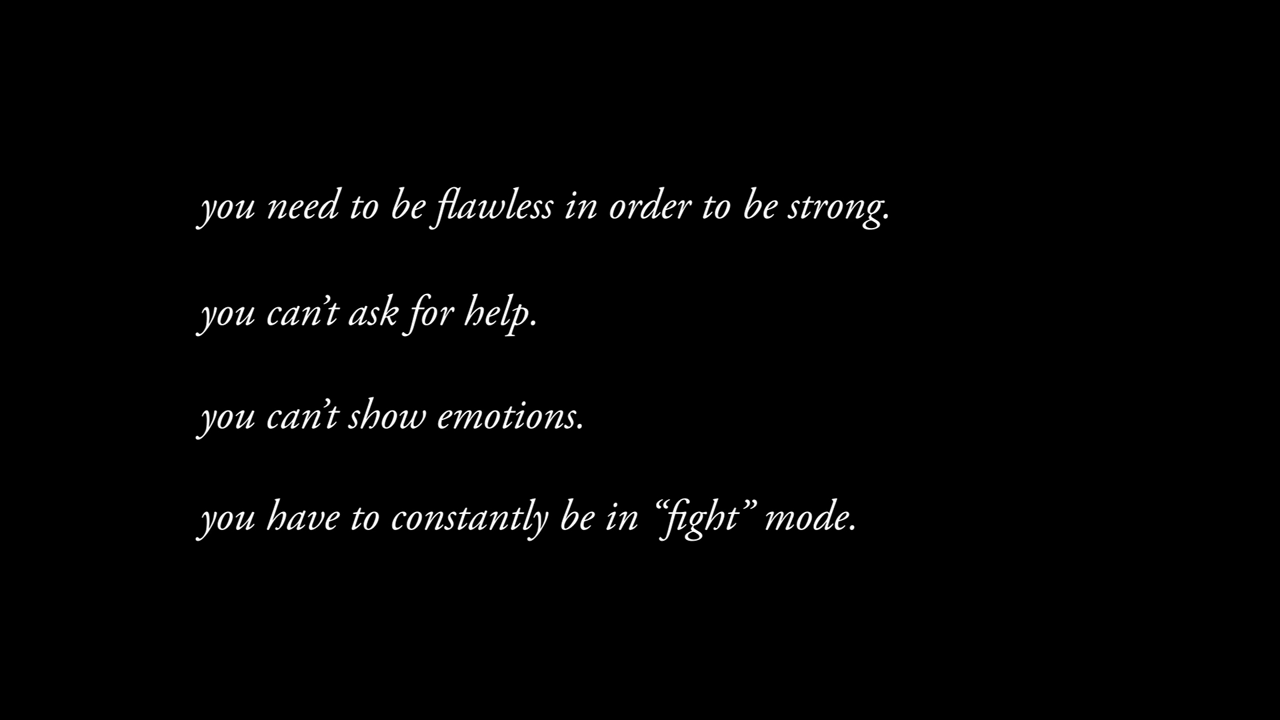 you need to be flawless in order to be strong.
you can’t ask for help.
you can’t show emotions.
you have to constantly be in “fight” mode.